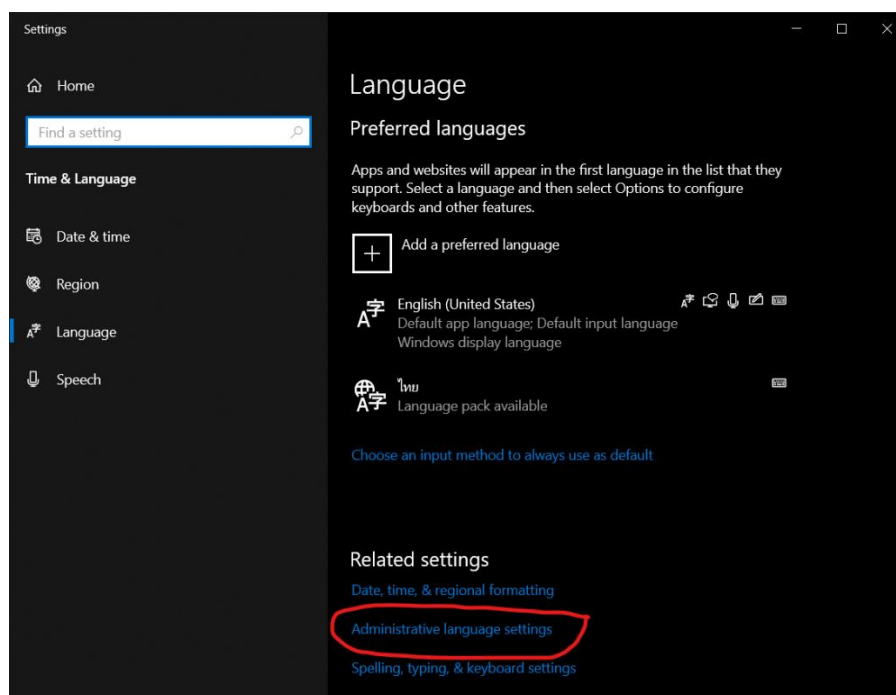 Settings
Home
Find a setting
Time & Language
Date & time
Region
Language
Speech
Language
Preferred languages
Apps and websites will appear in the first language in the list that they
support. Select a language and then select Options to configure
keyboards and other features.
Add a preferred language
English (United States)
Default app language; Default input language
Windows display language
ไทย
Language pack available
Choose an input method to always use as default
Related settings
Date, time, & regional formatting
Administrative language settings
Spelling, typing, & keyboard settings